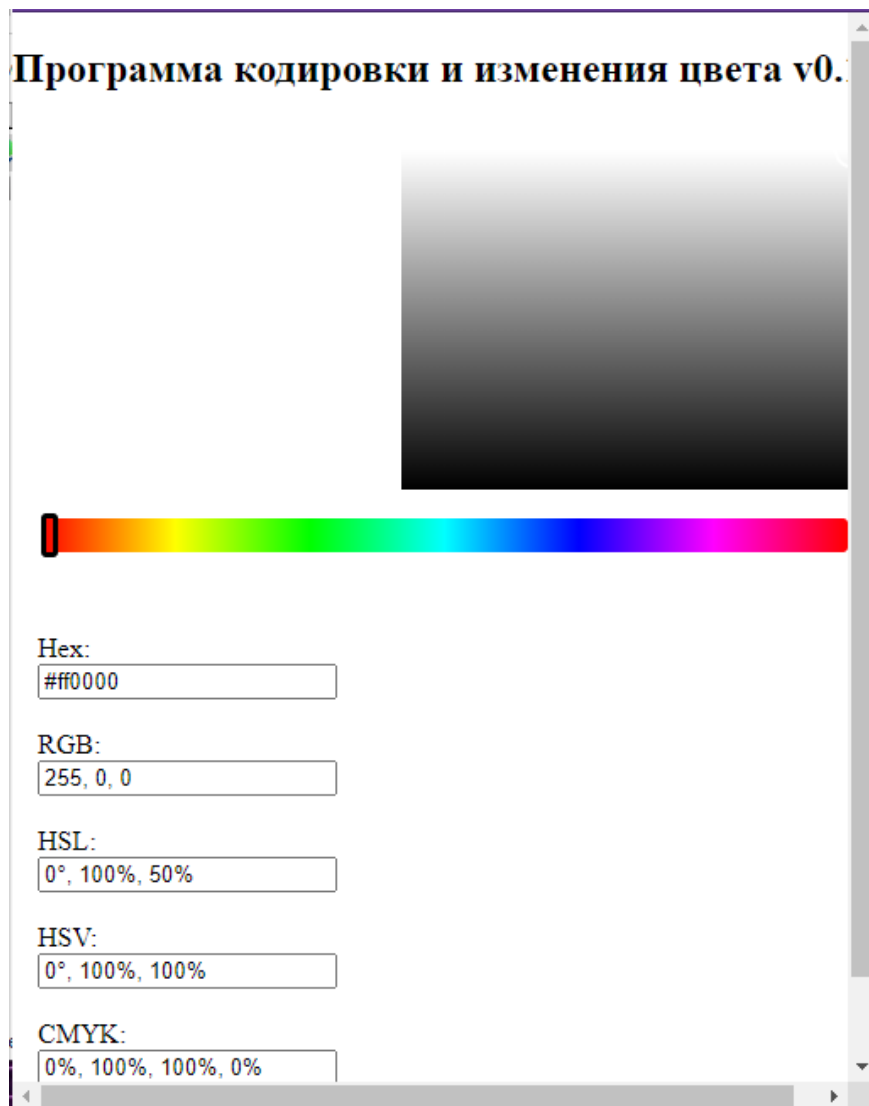 Программа кодировки и изменения цвета v0.
Hex:
#ff0000
RGB:
255, 0, 0
HSL:
0°, 100%, 50%
HSV:
0°, 100%, 100%
CMYK:
0%, 100%, 100%, 0%